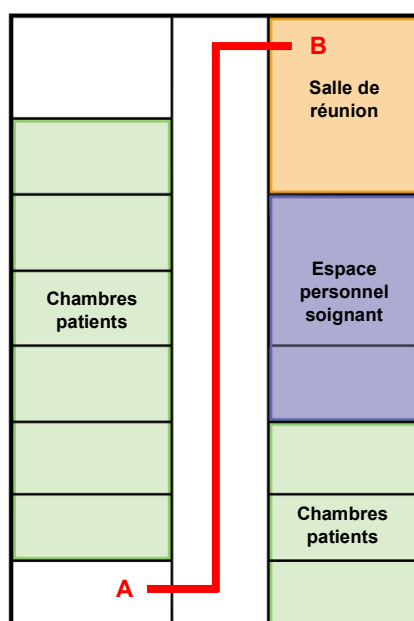 B
Salle de
réunion
Espace
personnel
soignant
Chambres
patients
Chambres
patients
A